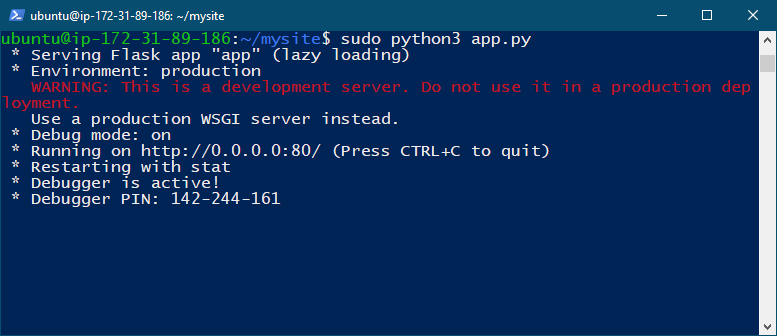 ubuntu@ip-172-31-89-186: ~/mysite
ubuntu@ip-172-31-89-186:~/mysite$ sudo python3 app.py
 * Serving Flask app "app" (lazy loading)
 * Environment: production
   WARNING: This is a development server. Do not use it in a production dep
loyment.
   Use a production WSGI server instead.
 * Debug mode: on
 * Running on http://0.0.0.0:80/ (Press CTRL+C to quit)
 * Restarting with stat
 * Debugger is active!
 * Debugger PIN: 142-244-161